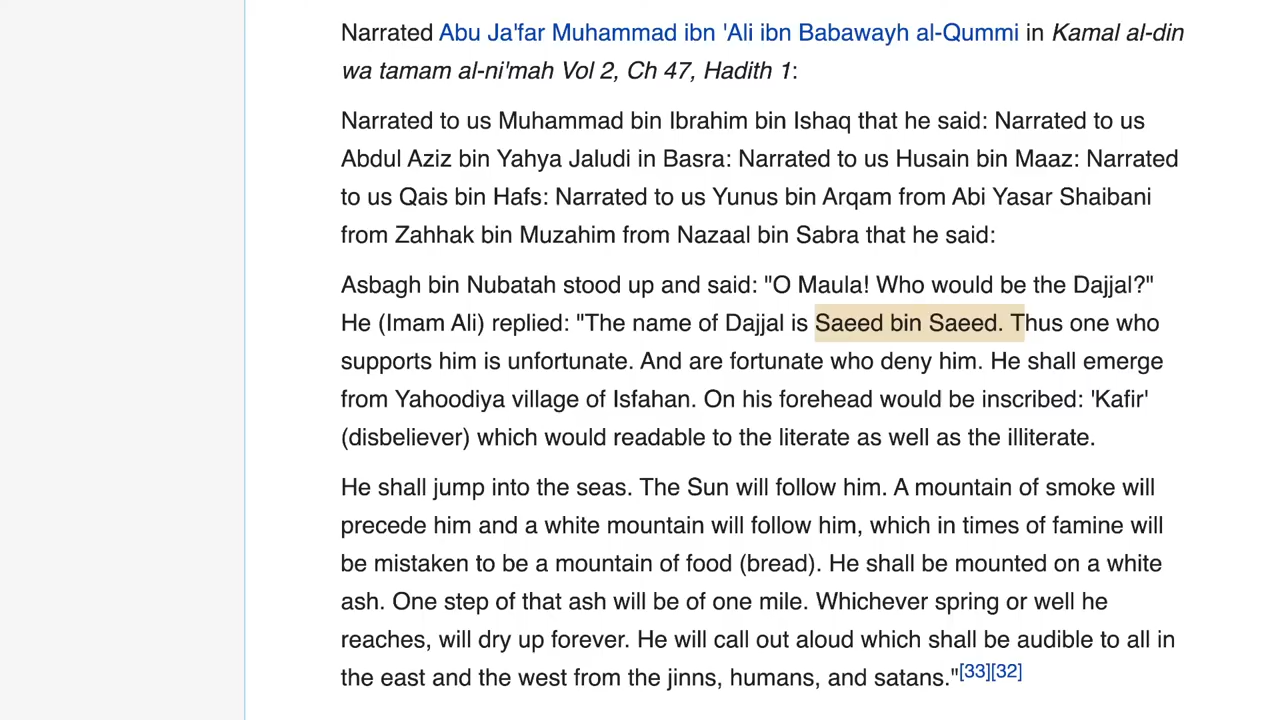 Narrated Abu Ja'far Muhammad ibn 'Ali ibn Babawayh al-Qummi in Kamal al-din
wa tamam al-ni'mah Vol 2, Ch 47, Hadith 1:
Narrated to us Muhammad bin Ibrahim bin Ishaq that he said: Narrated to us
Abdul Aziz bin Yahya Jaludi in Basra: Narrated to us Husain bin Maaz: Narrated
to us Qais bin Hafs: Narrated to us Yunus bin Arqam from Abi Yasar Shaibani
from Zahhak bin Muzahim from Nazaal bin Sabra that he said:
Asbagh bin Nubatah stood up and said: "O Maula! Who would be the Dajjal?"
He (Imam Ali) replied: "The name of Dajjal is Saeed bin Saeed. Thus one who
supports him is unfortunate. And are fortunate who deny him. He shall emerge
from Yahoodiya village of Isfahan. On his forehead would be inscribed: 'Kafir'
(disbeliever) which would readable to the literate as well as the illiterate.
He shall jump into the seas. The Sun will follow him. A mountain of smoke will
precede him and a white mountain will follow him, which in times of famine will
be mistaken to be a mountain of food (bread). He shall be mounted on a white
ash. One step of that ash will be of one mile. Whichever spring or well he
reaches, will dry up forever. He will call out aloud which shall be audible to all in
the east and the west from the jinns, humans, and satans."[33][32]